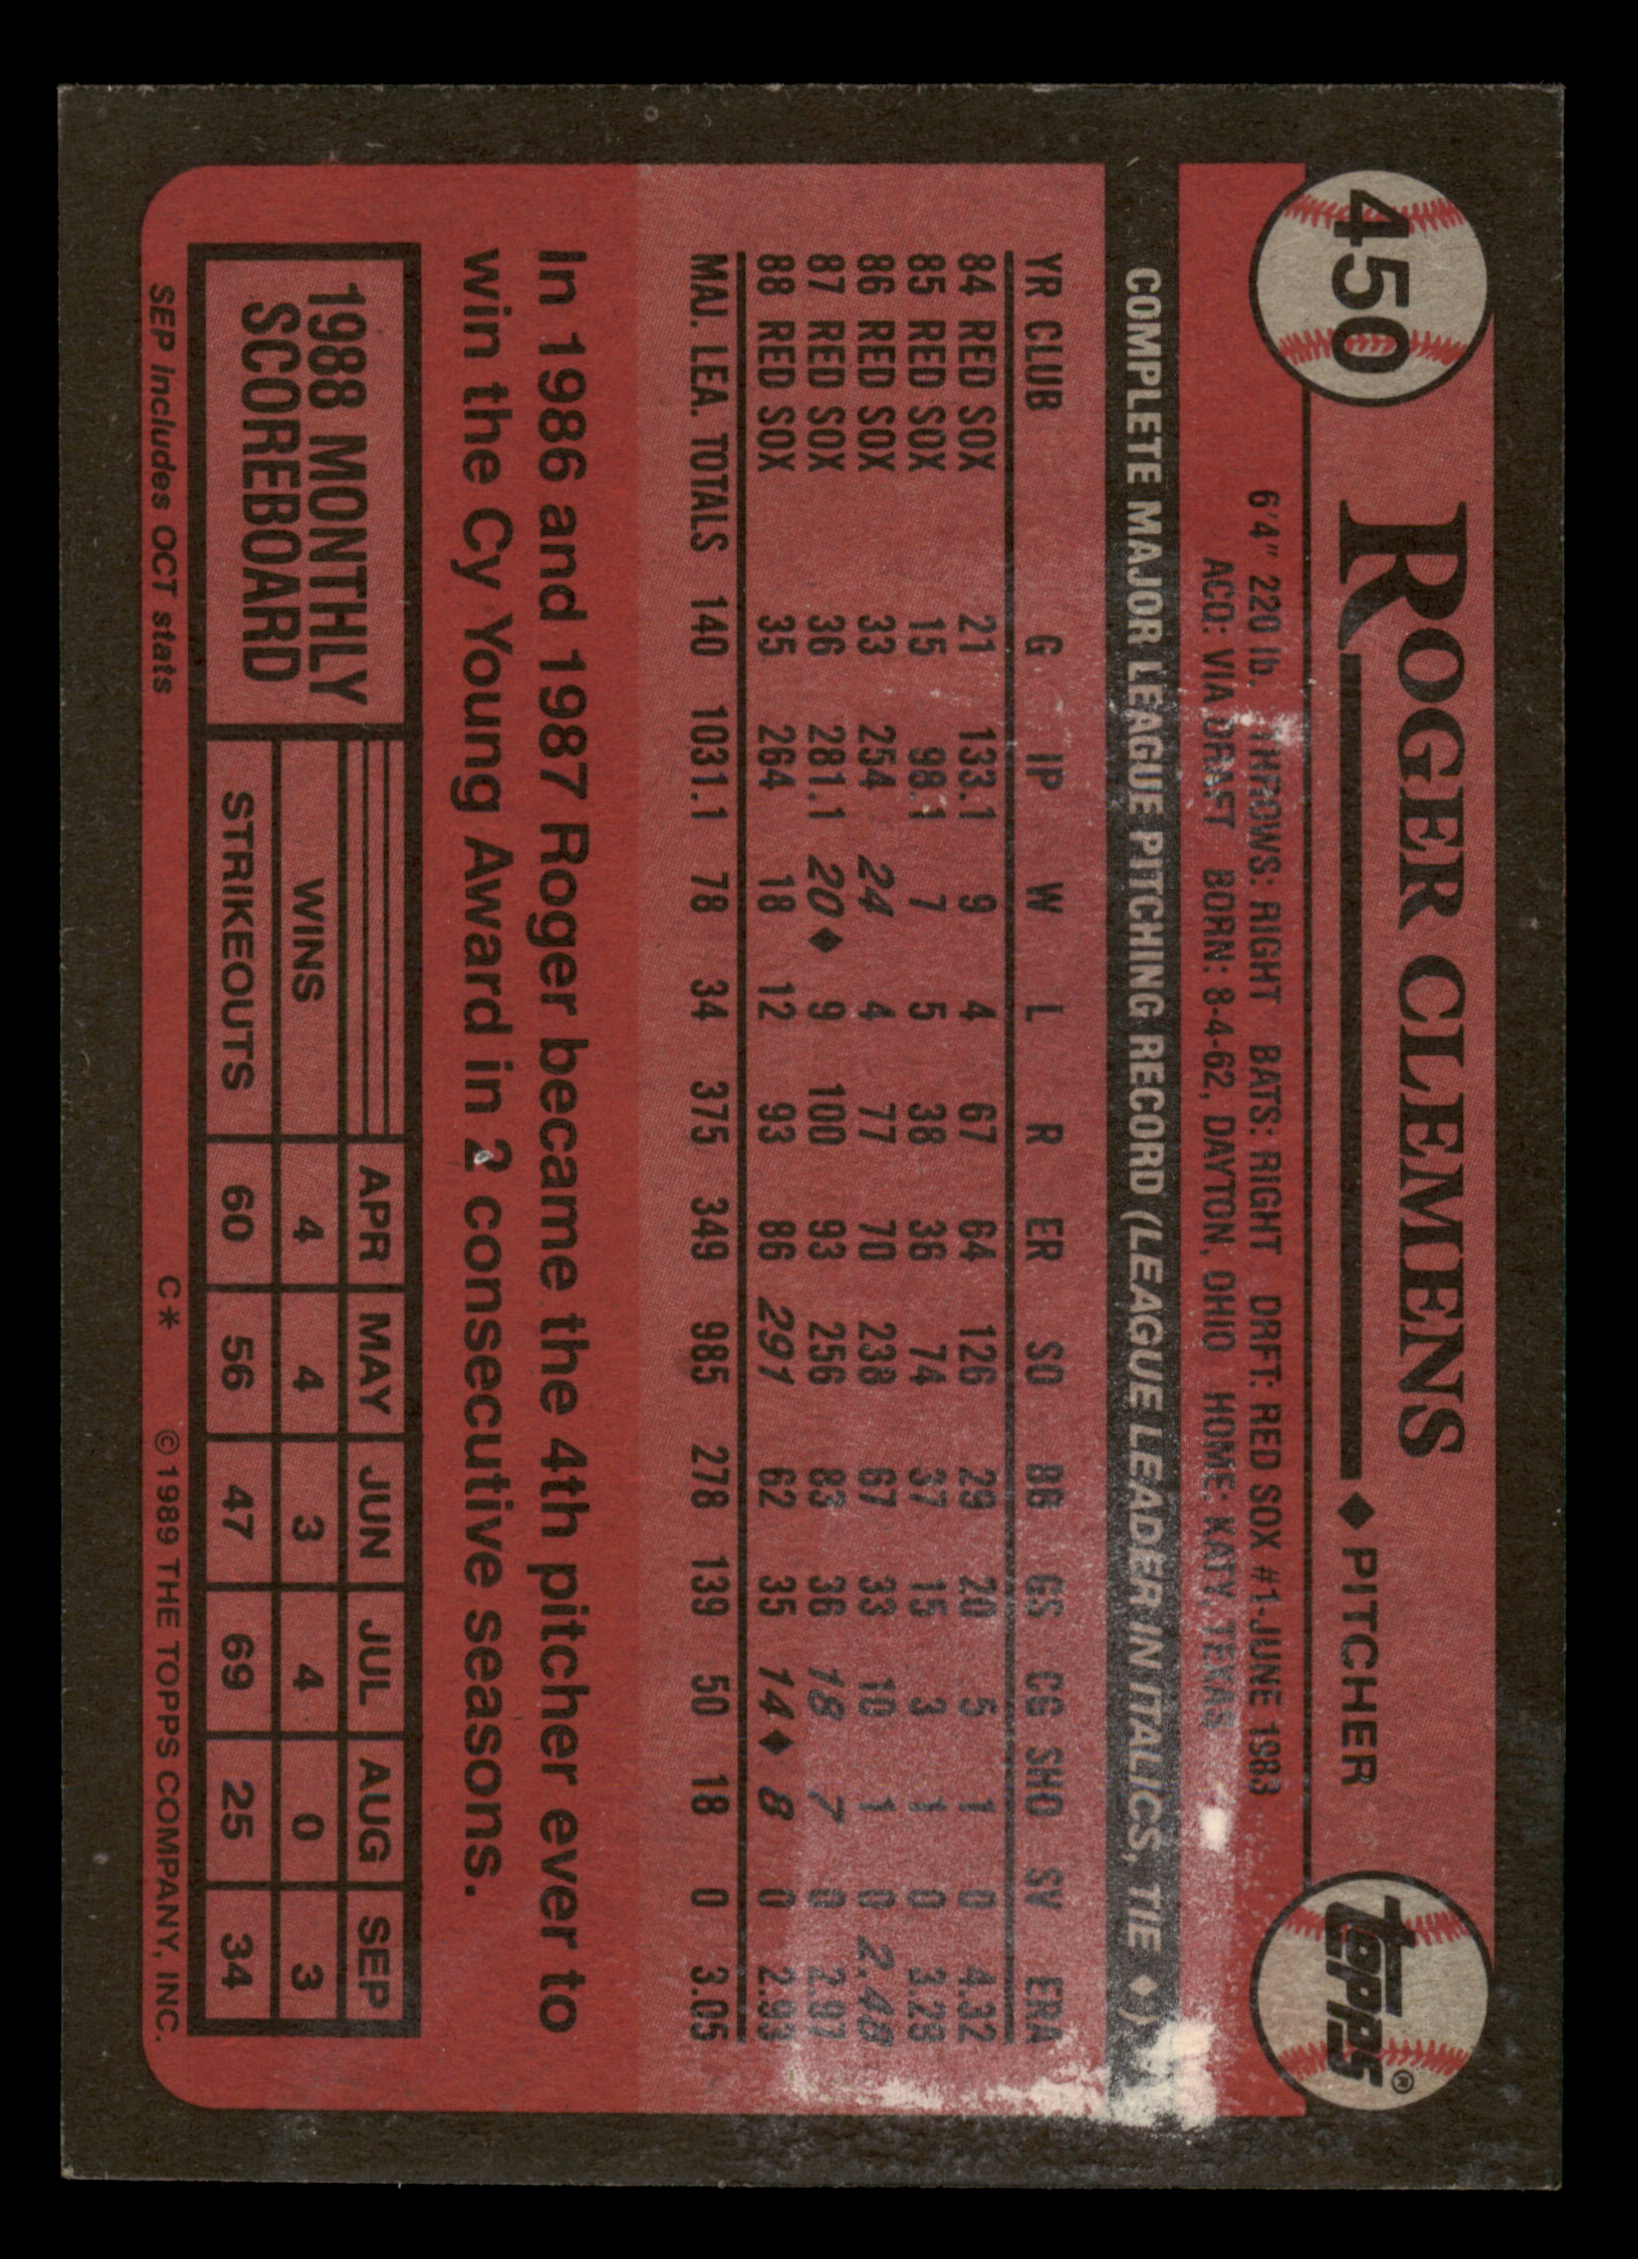 450
ROGER CLEMENS
♦ PITCHER
Topps®
6'4" 220 lb. THROWS: RIGHT BATS: RIGHT DRFT: RED SOX #1-JUNE 1983
ACQ: VIA DRAFT BORN: 8-4-62, DAYTON, OHIO HOME: KATY, TEXAS
COMPLETE MAJOR LEAGUE PITCHING RECORD (LEAGUE LEADER IN ITALICS, TIE ♦)
YR CLUB G IP W L R ER SO BB GS CG SHO SV ERA
84 RED SOX 21 133.1 9 4 67 64 126 29 20 5 1 0 4.32
85 RED SOX 15 98.1 7 5 38 36 74 37 15 3 1 0 3.29
86 RED SOX 33 254 24 4 77 70 238 67 33 10 1 0 2.48
87 RED SOX 36 281.1 20♦ 9 100 93 256 83 36 18 7 0 2.97
88 RED SOX 35 264 18 12 93 86 291 62 35 14♦ 8 0 2.93
MAJ. LEA. TOTALS 140 1031.1 78 34 375 349 985 278 139 50 18 0 3.05
In 1986 and 1987 Roger became the 4th pitcher ever to
win the Cy Young Award in 2 consecutive seasons.
1988 MONTHLY
SCOREBOARD
APR MAY JUN JUL AUG SEP
WINS 4 4 3 4 0 3
STRIKEOUTS 60 56 47 69 25 34
SEP includes OCT stats
C* ©1989 THE TOPPS COMPANY, INC.